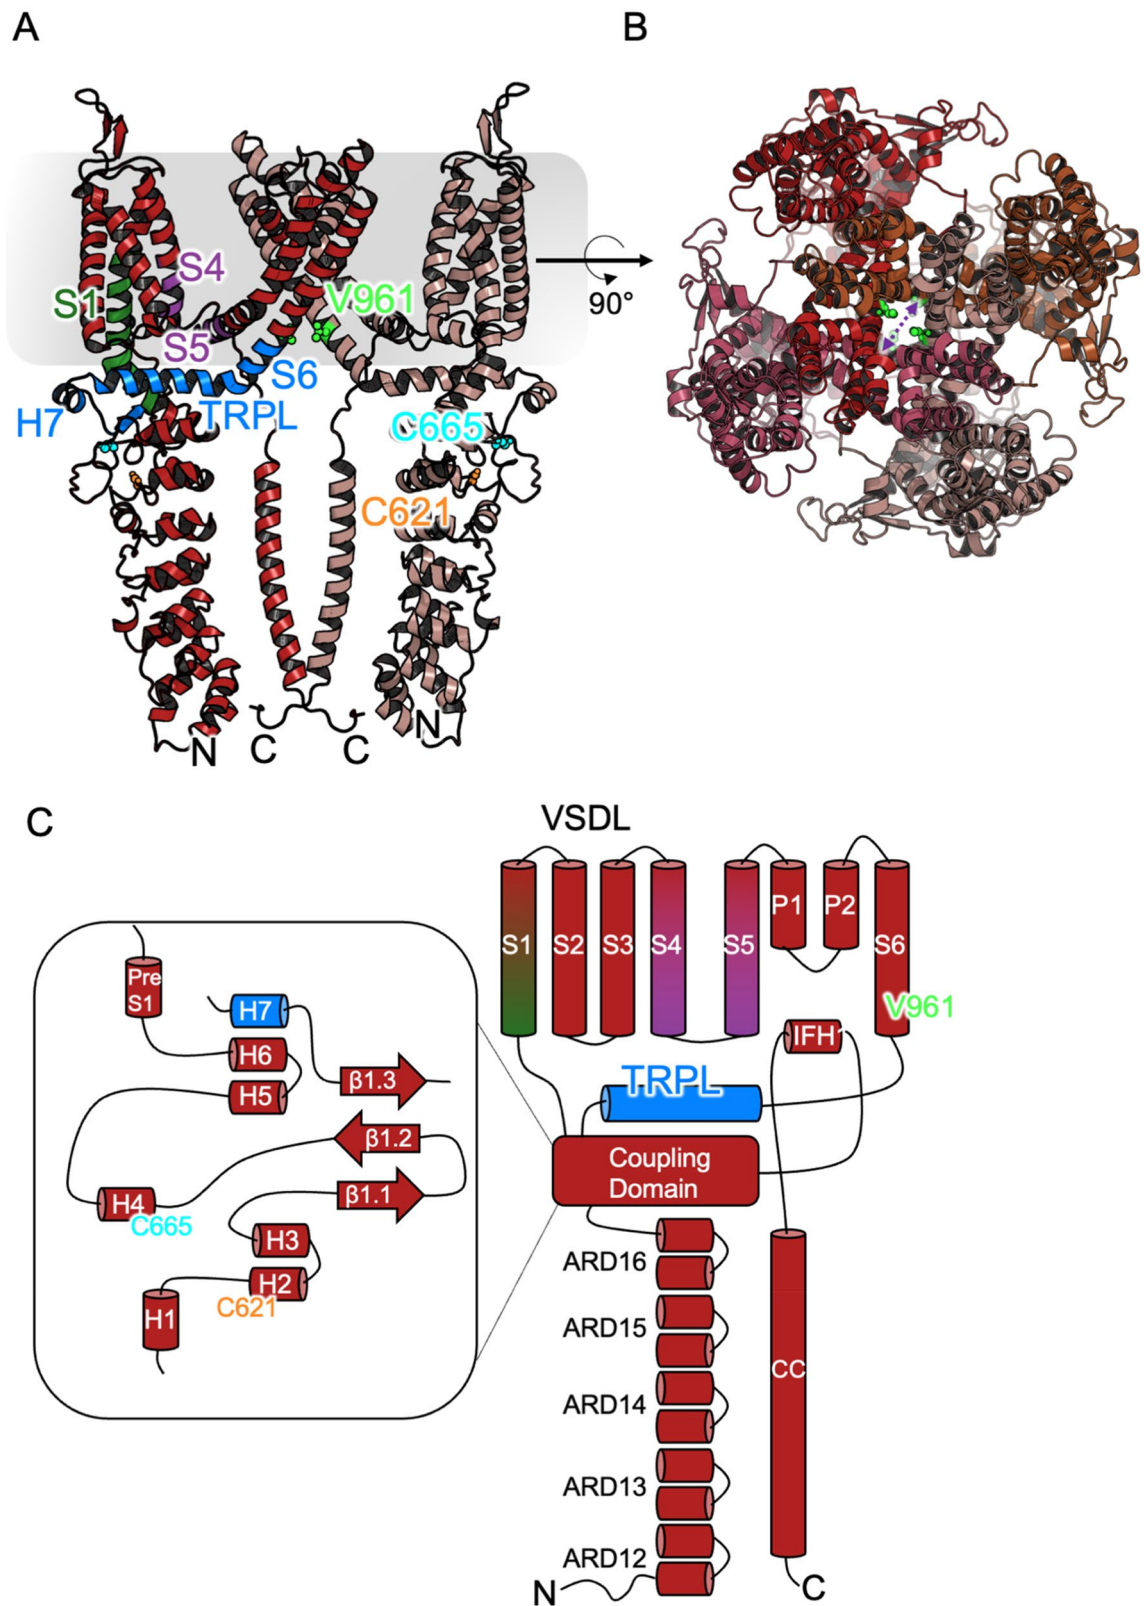 A
B
S4
S1
V961
90°
S5
S6
H7
TRPL
C665
C621
N
C
C
N
C
VSDL
S1
S2
S3
S4
S5
P1
P2
S6
V961
IFH1
Pre
S1
H7
H6
β1.3
H5
TRPL
β1.2
Coupling
Domain
H4
C665
β1.1
H3
H2
C621
H1
ARD16
ARD15
ARD14
CC
ARD13
ARD12
N
C